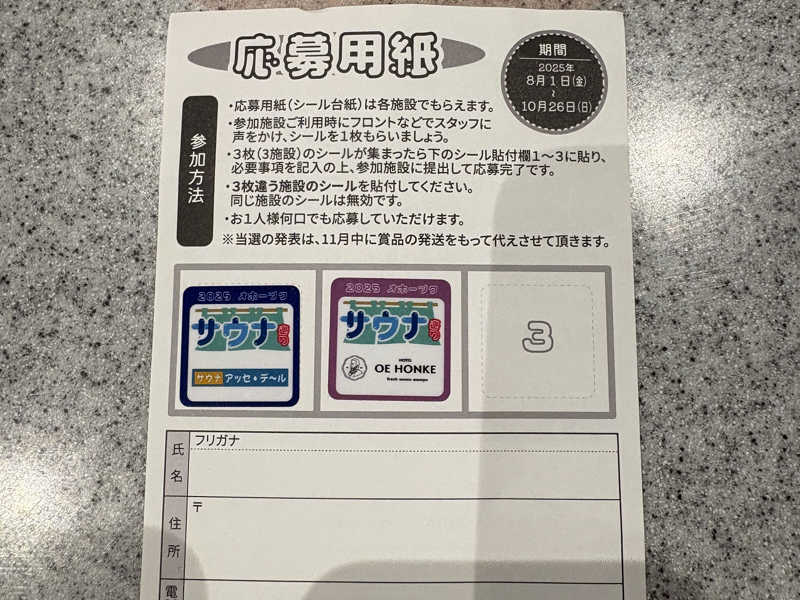 応募用紙
期間
2025年
8月1日(金)
～
10月26日(日)
参加方法
・応募用紙(シール台紙)は各施設でもらえます。
・参加施設ご利用時にフロントなどでスタッフに
声をかけ、シールを1枚もらいましょう。
・3枚(3施設)のシールが集まったら下のシール貼付欄1～3に貼り、
必要事項を記入の上、参加施設に提出して応募完了です。
・3枚違う施設のシールを貼付してください。
同じ施設のシールは無効です。
・お1人様何口でも応募していただけます。
※当選の発表は、11月中に賞品の発送をもって代えさせて頂きます。
2025 オホーツク
サウナ
サウナ アッセ・デ～ル
2025 オホーツク
サウナ
HOTEL
OE HONKE
3
フリガナ
氏名
〒
住所
電